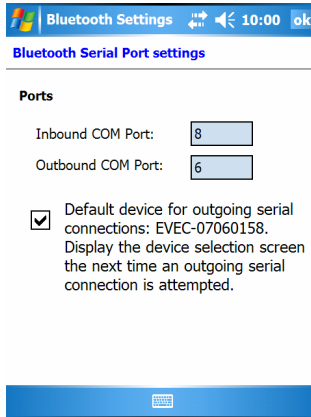 Bluetooth Settings 10:00 ok
Bluetooth Serial Port settings
Ports
Inbound COM Port: 8
Outbound COM Port: 6
Default device for outgoing serial
connections: EVEC-07060158.
Display the device selection screen
the next time an outgoing serial
connection is attempted.